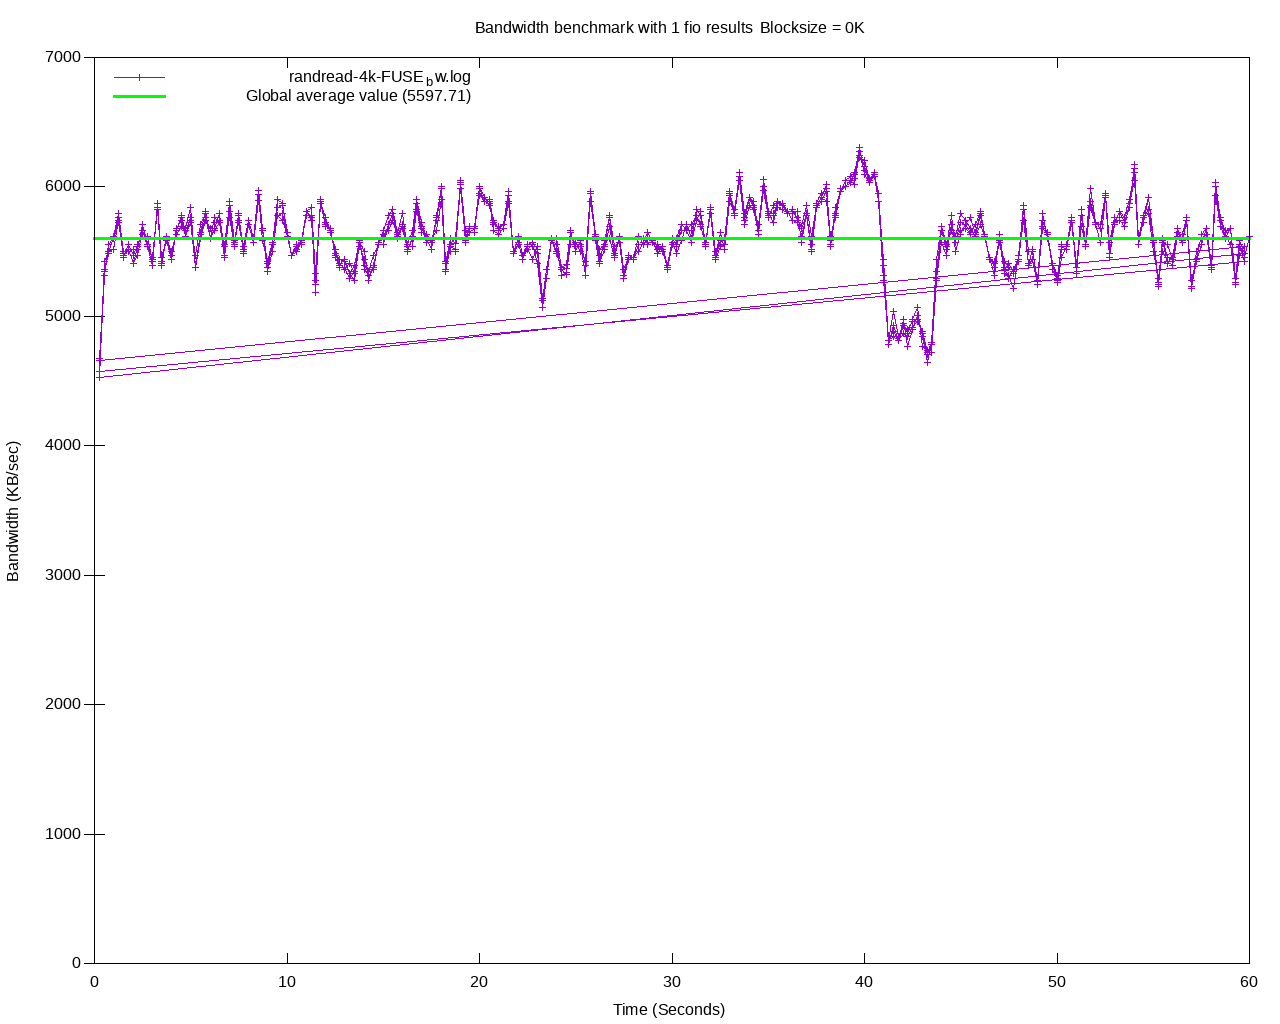 Bandwidth benchmark with 1 fio results Blocksize = 0K
7000
6000
5000
4000
3000
2000
1000
0
randread-4k-FUSE_bw.log
Global average value (5597.71)
Bandwidth (KB/sec)
0 10 20 30 40 50 60
Time (Seconds)